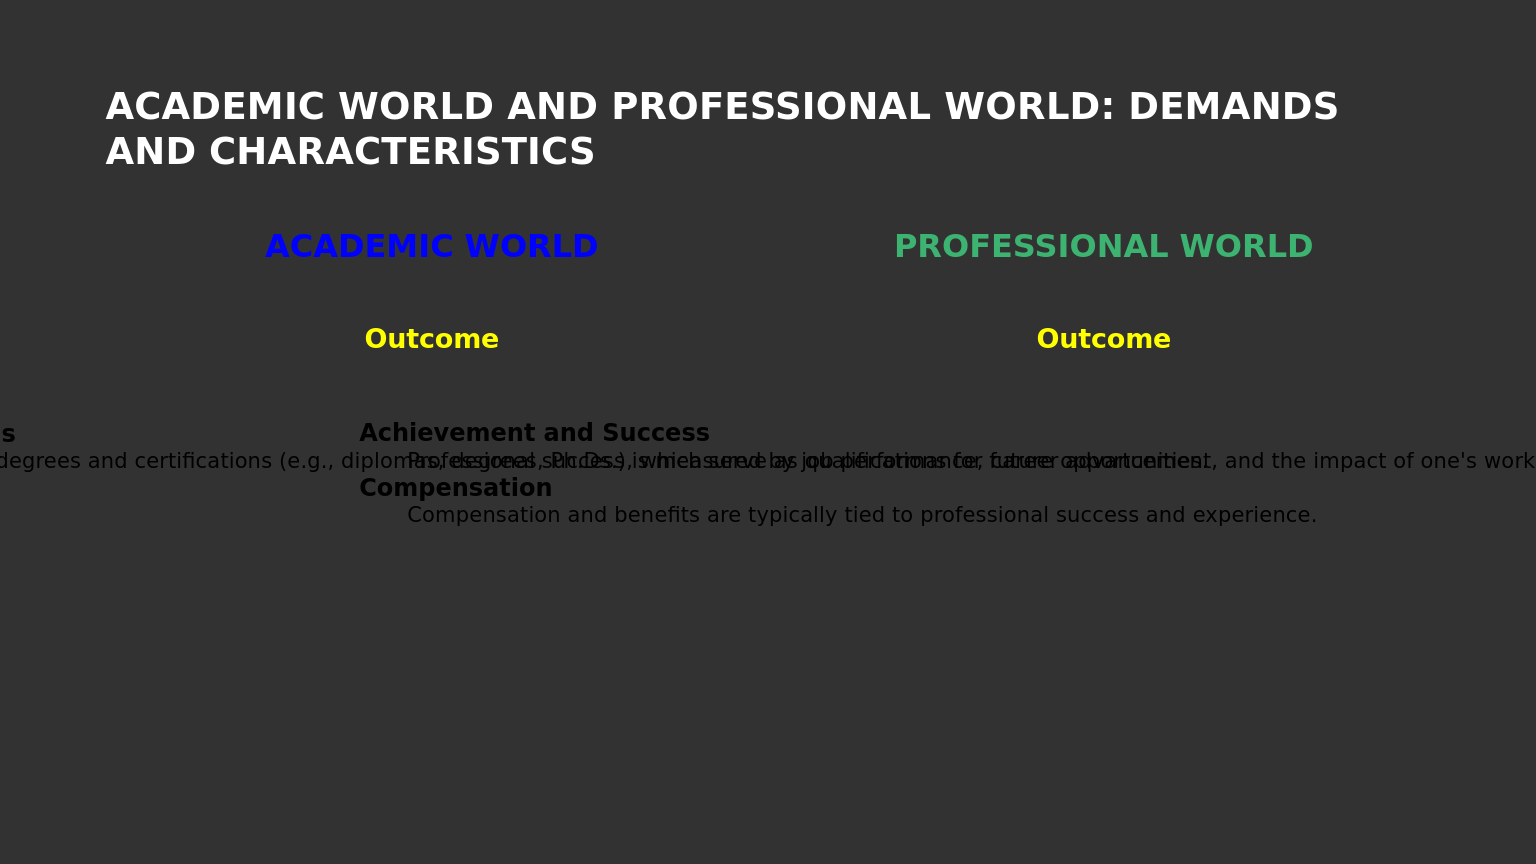 ACADEMIC WORLD AND PROFESSIONAL WORLD: DEMANDS
AND CHARACTERISTICS
ACADEMIC WORLD
PROFESSIONAL WORLD
Outcome
Outcome
s
degrees and certifications (e.g., diplomas, degrees, Ph.Ds.), which serve as qualifications for future opportunities.
Achievement and Success
Professional success is measured by job performance, career advancement, and the impact of one's work
Compensation
Compensation and benefits are typically tied to professional success and experience.